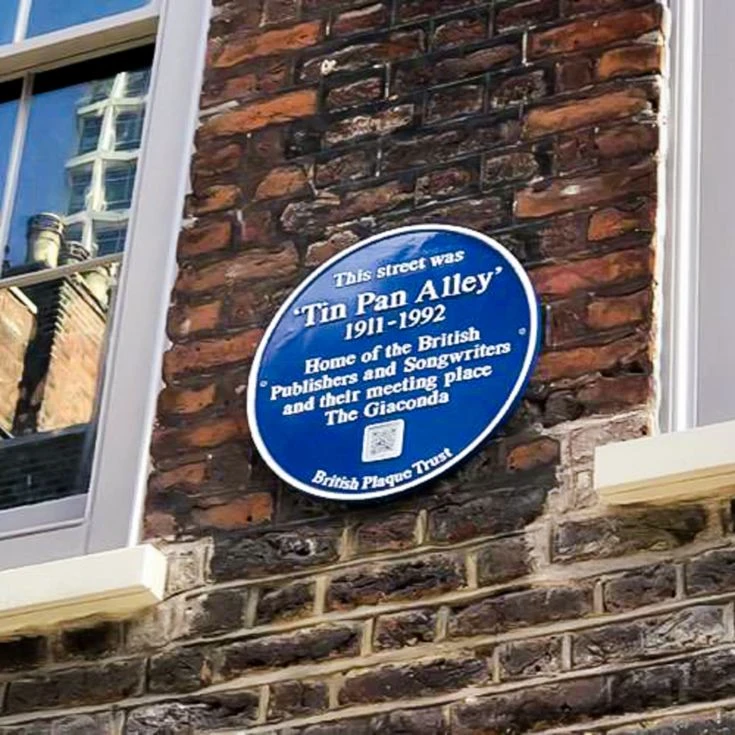 This street was
'Tin Pan Alley'
1911-1992
Home of the British
Publishers and Songwriters
and their meeting place
The Giaconda
British Plaque Trust